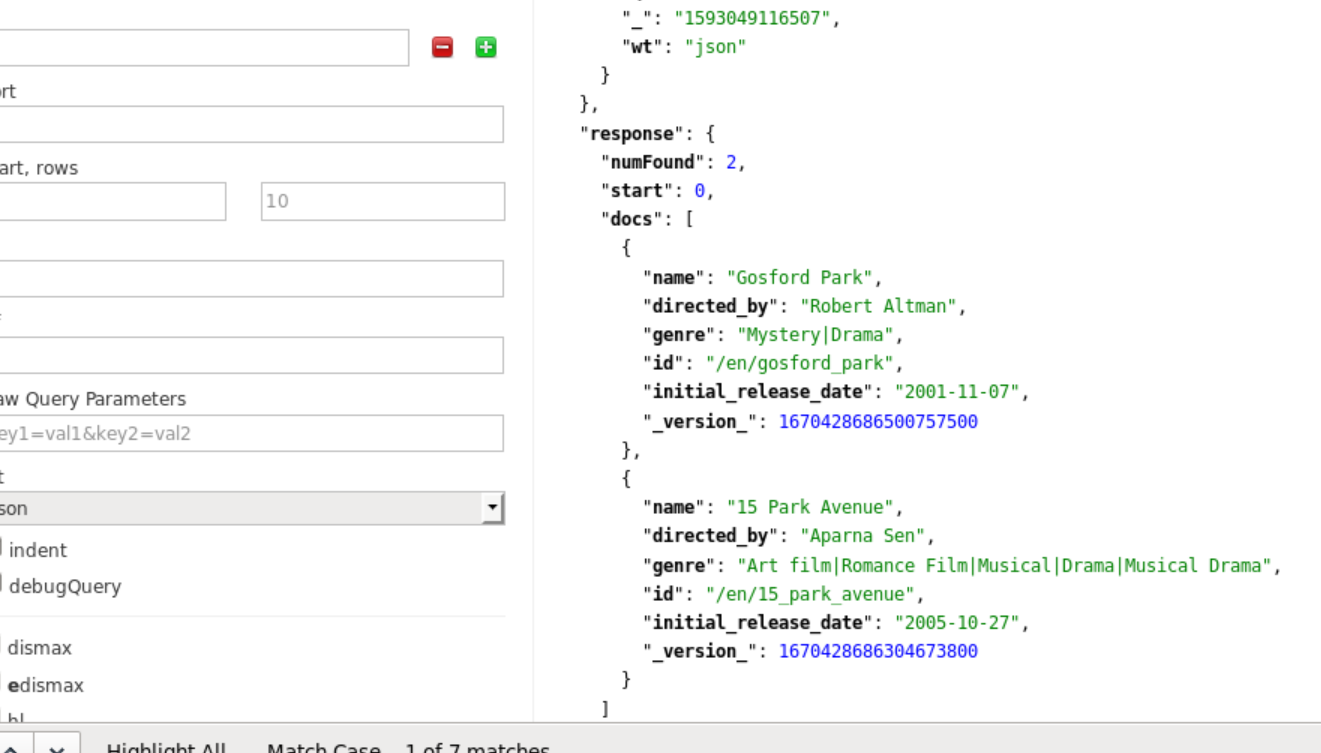 "_": "1593049116507",
"wt": "json"
}
},
"response": {
"numFound": 2,
"start": 0,
"docs": [
{
"name": "Gosford Park",
"directed_by": "Robert Altman",
"genre": "Mystery|Drama",
"id": "/en/gosford_park",
"initial_release_date": "2001-11-07",
"_version_": 1670428686500757500
},
{
"name": "15 Park Avenue",
"directed_by": "Aparna Sen",
"genre": "Art film|Romance Film|Musical|Drama|Musical Drama",
"id": "/en/15_park_avenue",
"initial_release_date": "2005-10-27",
"_version_": 1670428686304673800
}
]
rt
art, rows
10
aw Query Parameters
ey1=val1&key2=val2
t
son
indent
debugQuery
dismax
edismax
hl
Highlight All
Match Case
1 of 7 matches